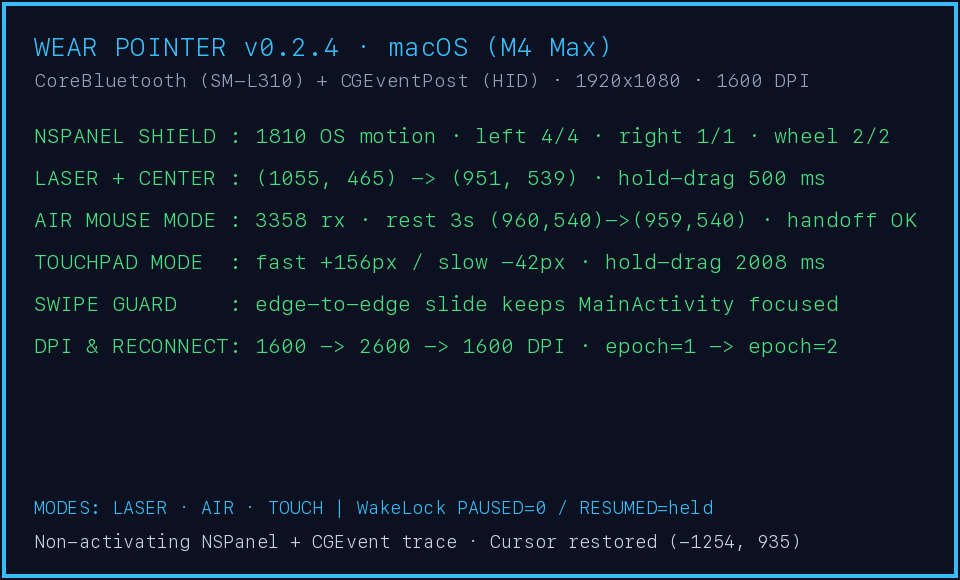 WEAR POINTER v0.2.4 · macOS (M4 Max)
CoreBluetooth (SM-L310) + CGEventPost (HID) · 1920x1080 · 1600 DPI
NSPANEL SHIELD : 1810 OS motion · left 4/4 · right 1/1 · wheel 2/2
LASER + CENTER : (1055, 465) -> (951, 539) · hold-drag 500 ms
AIR MOUSE MODE : 3358 rx · rest 3s (960,540)->(959,540) · handoff OK
TOUCHPAD MODE  : fast +156px / slow -42px · hold-drag 2008 ms
SWIPE GUARD    : edge-to-edge slide keeps MainActivity focused
DPI & RECONNECT: 1600 -> 2600 -> 1600 DPI · epoch=1 -> epoch=2
MODES: LASER · AIR · TOUCH | WakeLock PAUSED=0 / RESUMED=held
Non-activating NSPanel + CGEvent trace · Cursor restored (-1254, 935)